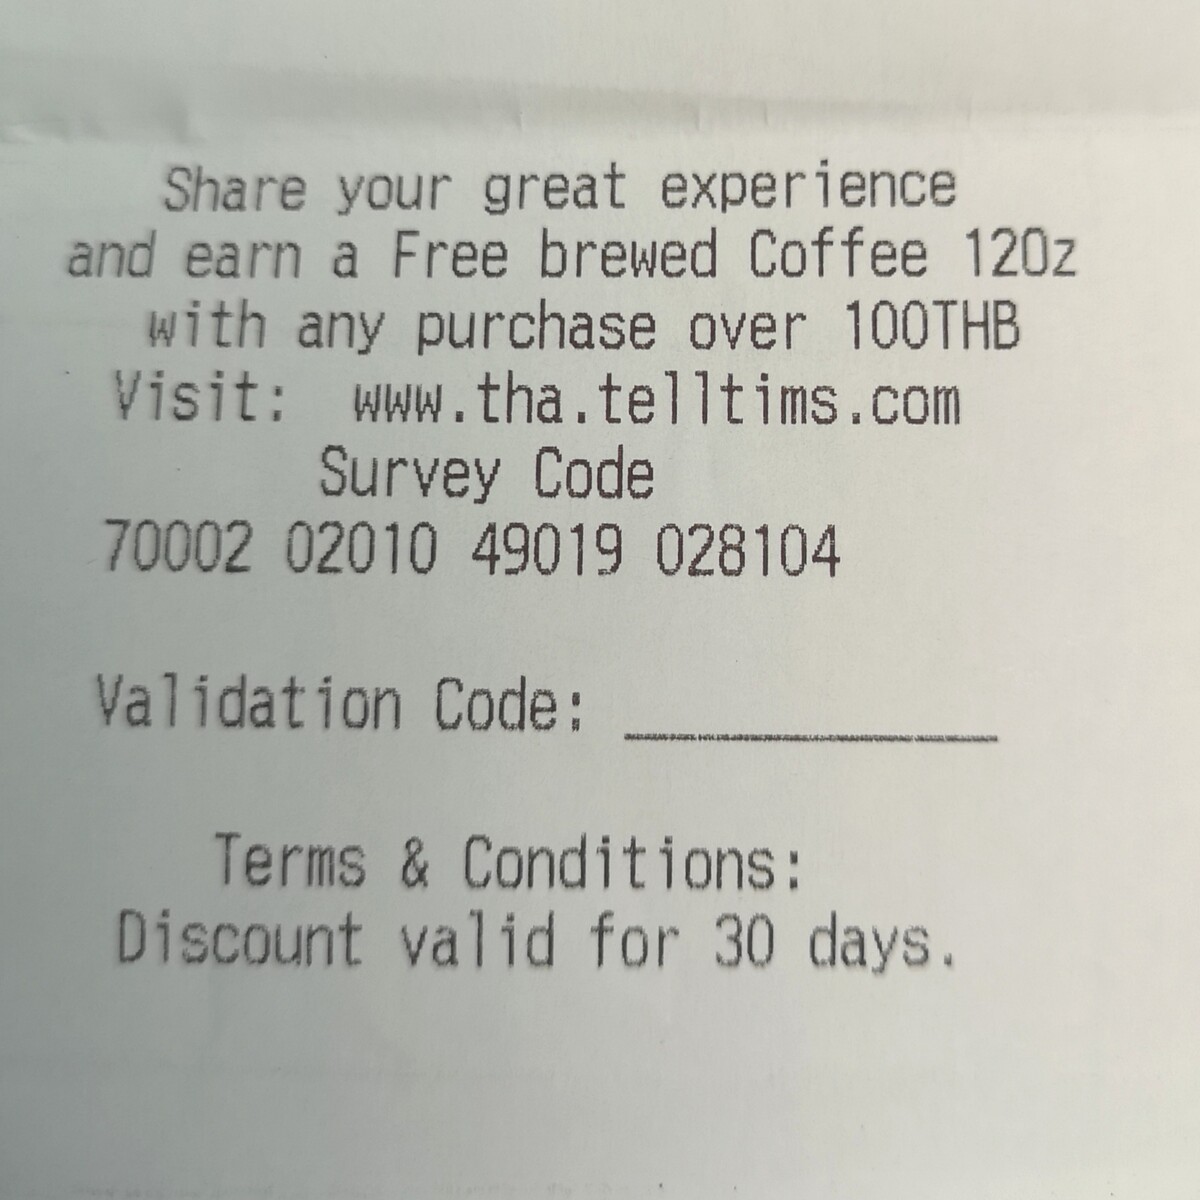 Share your great experience
and earn a Free brewed Coffee 12Oz
with any purchase over 100THB
Visit: www.tha.telltims.com
Survey Code
70002 02010 49019 028104
Validation Code: __________
Terms & Conditions:
Discount valid for 30 days.